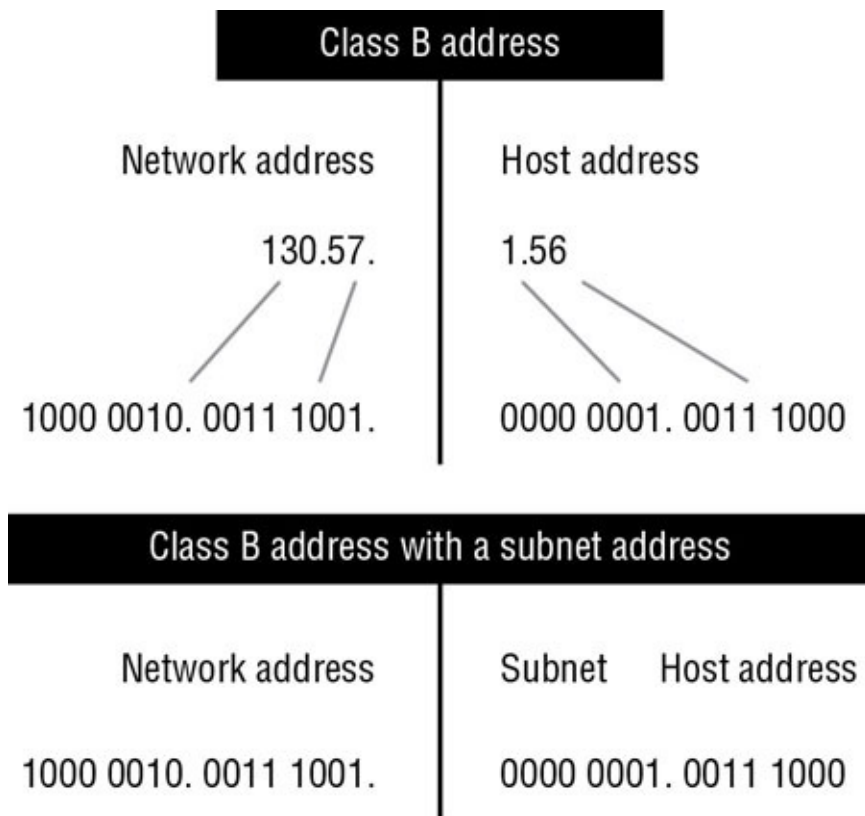 Class B address
Network address Host address
130.57. 1.56
1000 0010. 0011 1001. 0000 0001. 0011 1000
Class B address with a subnet address
Network address Subnet Host address
1000 0010. 0011 1001. 0000 0001. 0011 1000